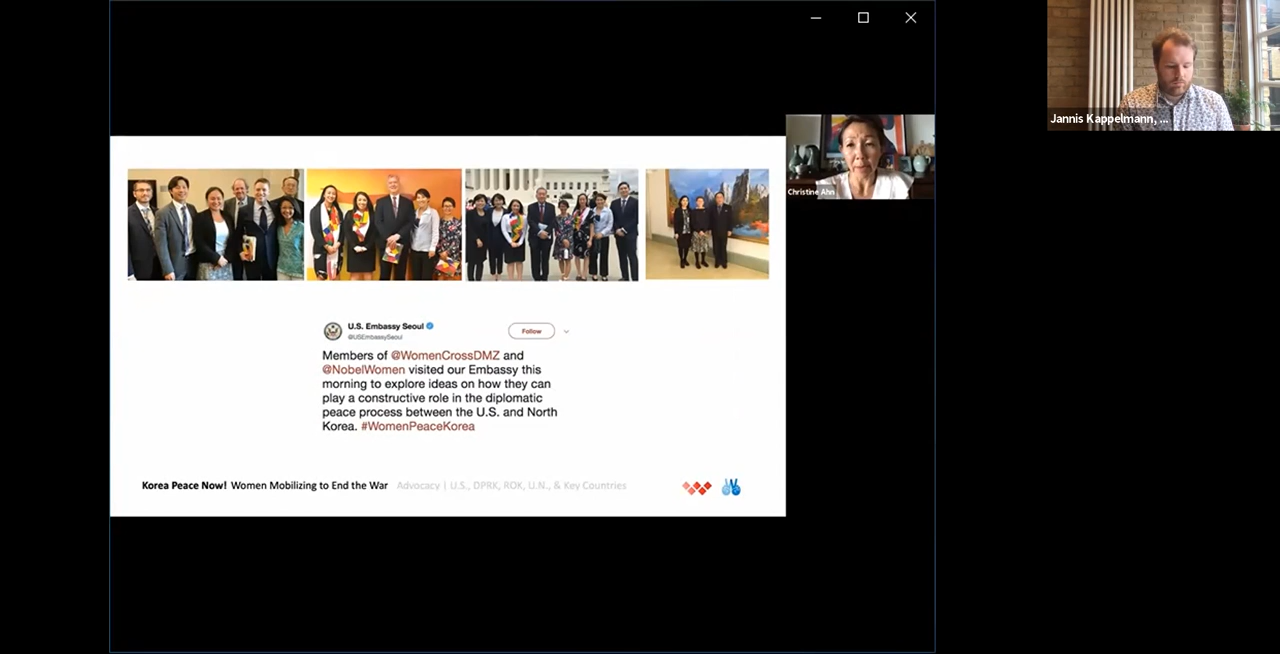 Jannis Kappelmann, ...
Christine Ahn
U.S. Embassy Seoul
@USEmbassySeoul
Follow
Members of @WomenCrossDMZ and
@NobelWomen visited our Embassy this
morning to explore ideas on how they can
play a constructive role in the diplomatic
peace process between the U.S. and North
Korea. #WomenPeaceKorea
Korea Peace Now! Women Mobilizing to End the War Advocacy | U.S., DPRK, ROK, U.N., & Key Countries